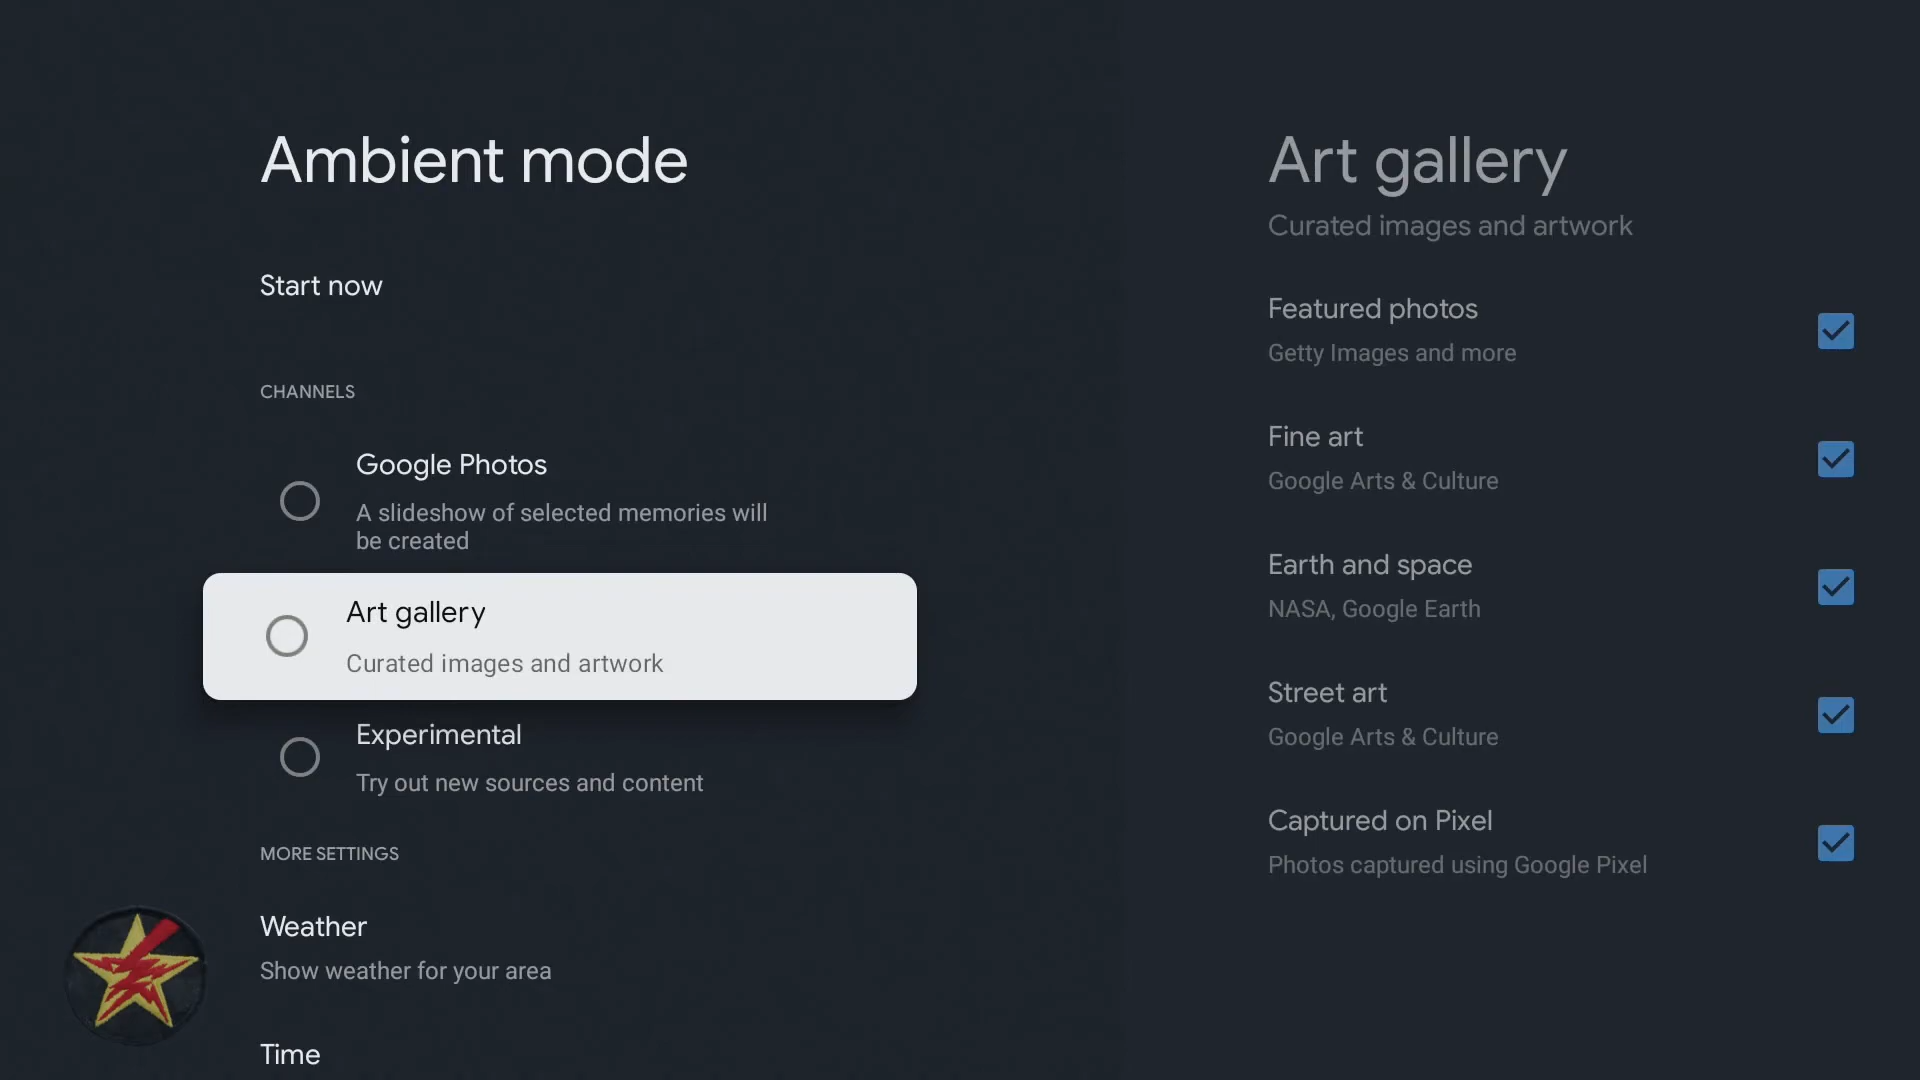 Ambient mode
Start now
CHANNELS
Google Photos
A slideshow of selected memories will
be created
Art gallery
Curated images and artwork
Experimental
Try out new sources and content
MORE SETTINGS
Weather
Show weather for your area
Time
Art gallery
Curated images and artwork
Featured photos
Getty Images and more
Fine art
Google Arts & Culture
Earth and space
NASA, Google Earth
Street art
Google Arts & Culture
Captured on Pixel
Photos captured using Google Pixel